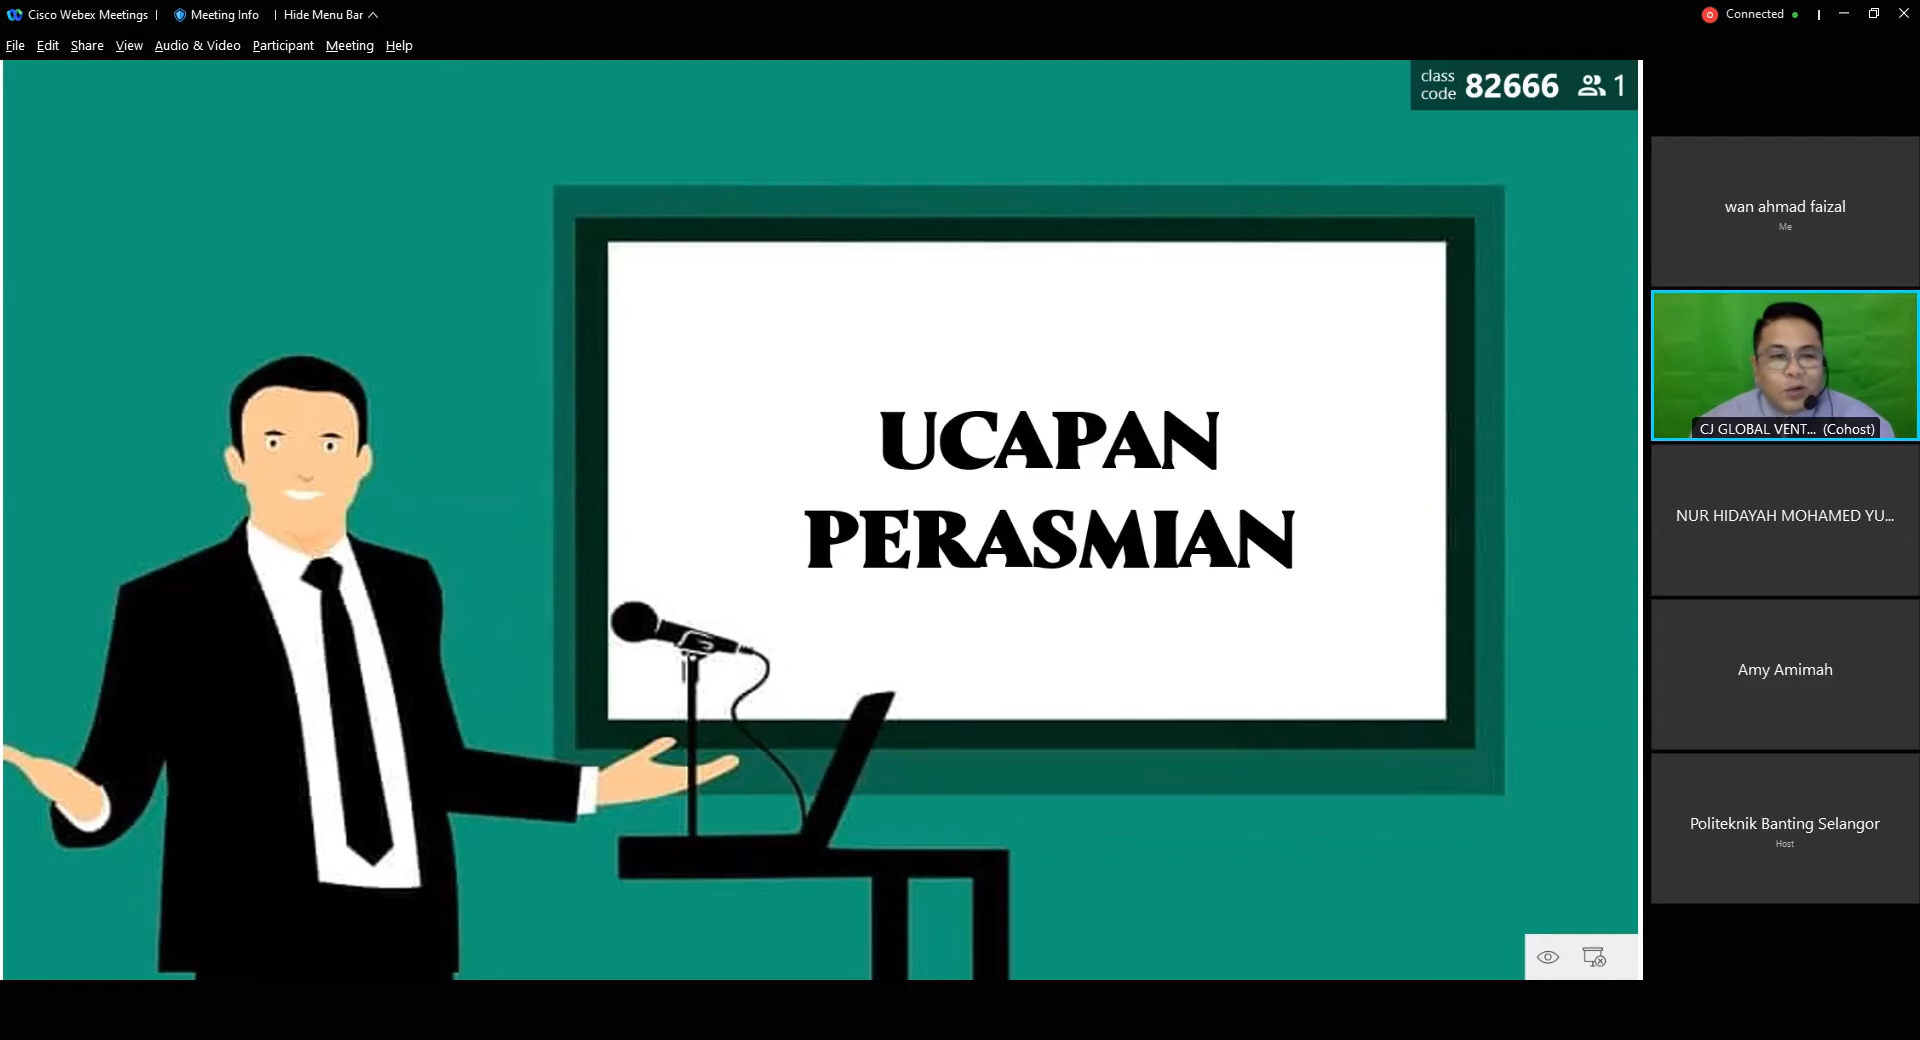 Cisco Webex Meetings | Meeting Info | Hide Menu Bar
Connected
File Edit Share View Audio & Video Participant Meeting Help
class
code 82666 1
UCAPAN
PERASMIAN
wan ahmad faizal
Me
CJ GLOBAL VENT... (Cohost)
NUR HIDAYAH MOHAMED YU...
Amy Amimah
Politeknik Banting Selangor
Host